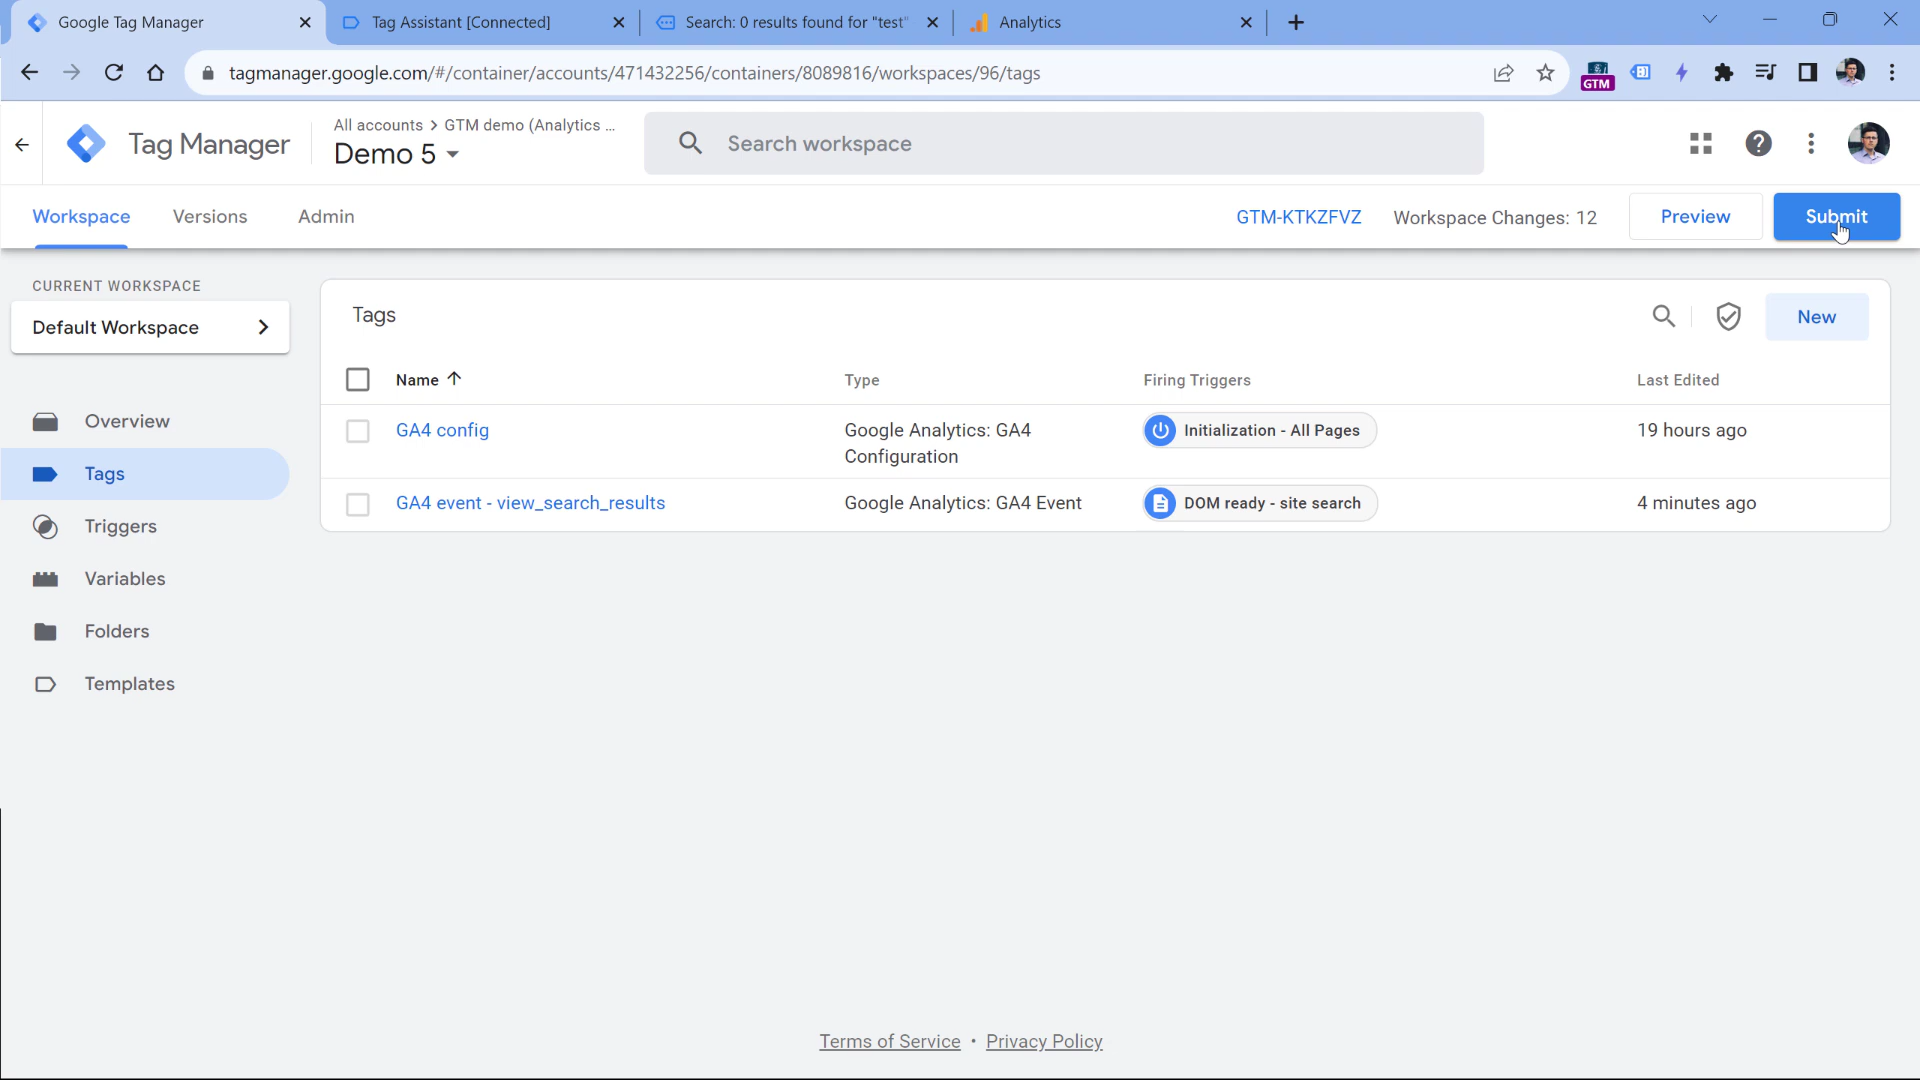 Google Tag Manager
Tag Assistant [Connected]
Search: 0 results found for "test"
Analytics
tagmanager.google.com/#/container/accounts/471432256/containers/8089816/workspaces/96/tags
GTM
Tag Manager
All accounts > GTM demo (Analytics ...
Demo 5
Search workspace
Workspace
Versions
Admin
GTM-KTKZFVZ
Workspace Changes: 12
Preview
Submit
CURRENT WORKSPACE
Default Workspace
Overview
Tags
Triggers
Variables
Folders
Templates
Tags
New
Name
Type
Firing Triggers
Last Edited
GA4 config
Google Analytics: GA4
Configuration
Initialization - All Pages
19 hours ago
GA4 event - view_search_results
Google Analytics: GA4 Event
DOM ready - site search
4 minutes ago
Terms of Service • Privacy Policy